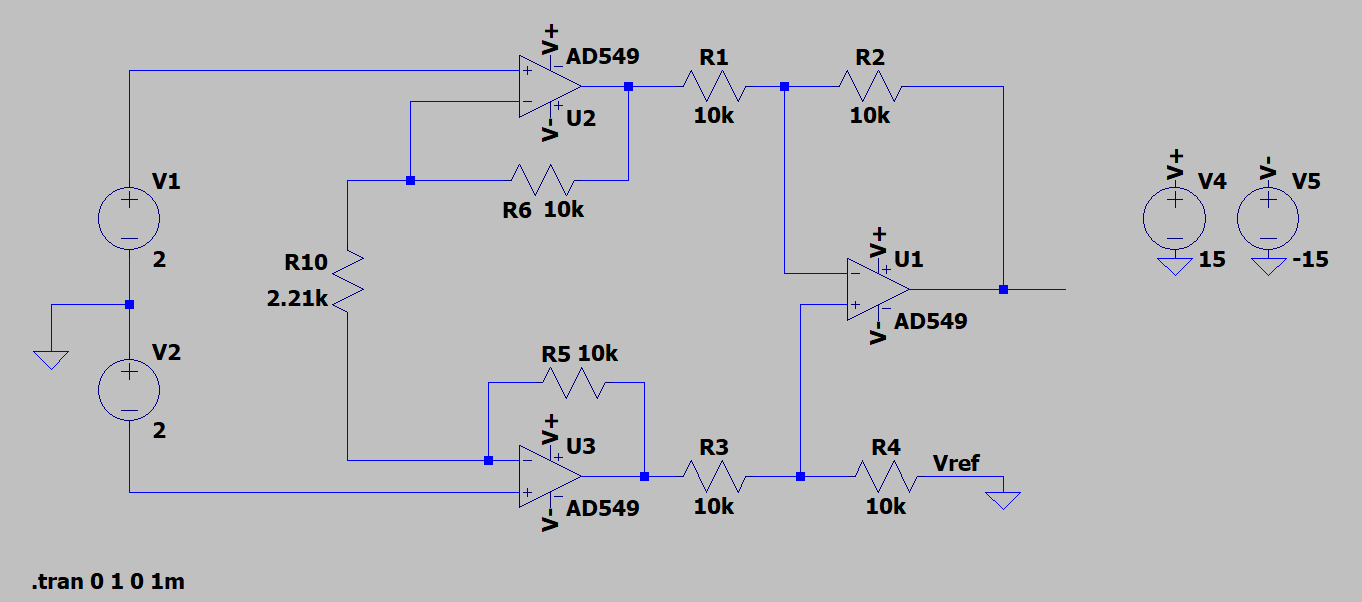 V+
AD549
U2
V-
R1
10k
R2
10k
V1
2
R6 10k
V+
V4
15
V-
V5
-15
R10
2.21k
V+
U1
AD549
V-
V2
2
R5 10k
V+
U3
AD549
V-
R3
10k
R4
10k
Vref
.tran 0 1 0 1m